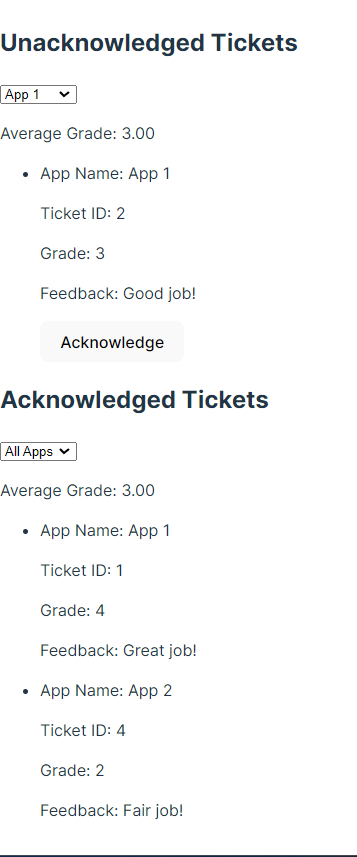 Unacknowledged Tickets
App 1
Average Grade: 3.00
App Name: App 1
Ticket ID: 2
Grade: 3
Feedback: Good job!
Acknowledge
Acknowledged Tickets
All Apps
Average Grade: 3.00
App Name: App 1
Ticket ID: 1
Grade: 4
Feedback: Great job!
App Name: App 2
Ticket ID: 4
Grade: 2
Feedback: Fair job!